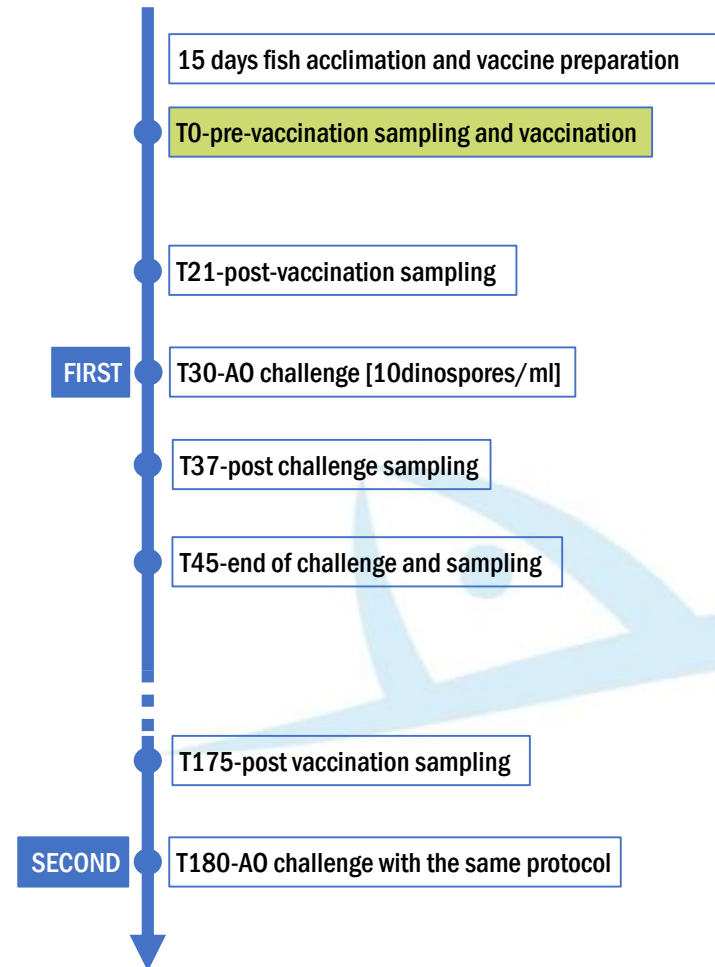 15 days fish acclimation and vaccine preparation
T0-pre-vaccination sampling and vaccination
T21-post-vaccination sampling
FIRST
T30-AO challenge [10dinospores/ml]
T37-post challenge sampling
T45-end of challenge and sampling
T175-post vaccination sampling
SECOND
T180-AO challenge with the same protocol